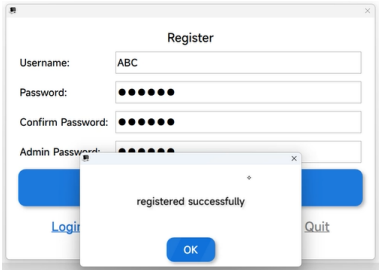 Register
Username:
ABC
Password:
●●●●●●
Confirm Password:
●●●●●●
Admin Password:
●●●●●●
registered successfully
Login
Quit
OK